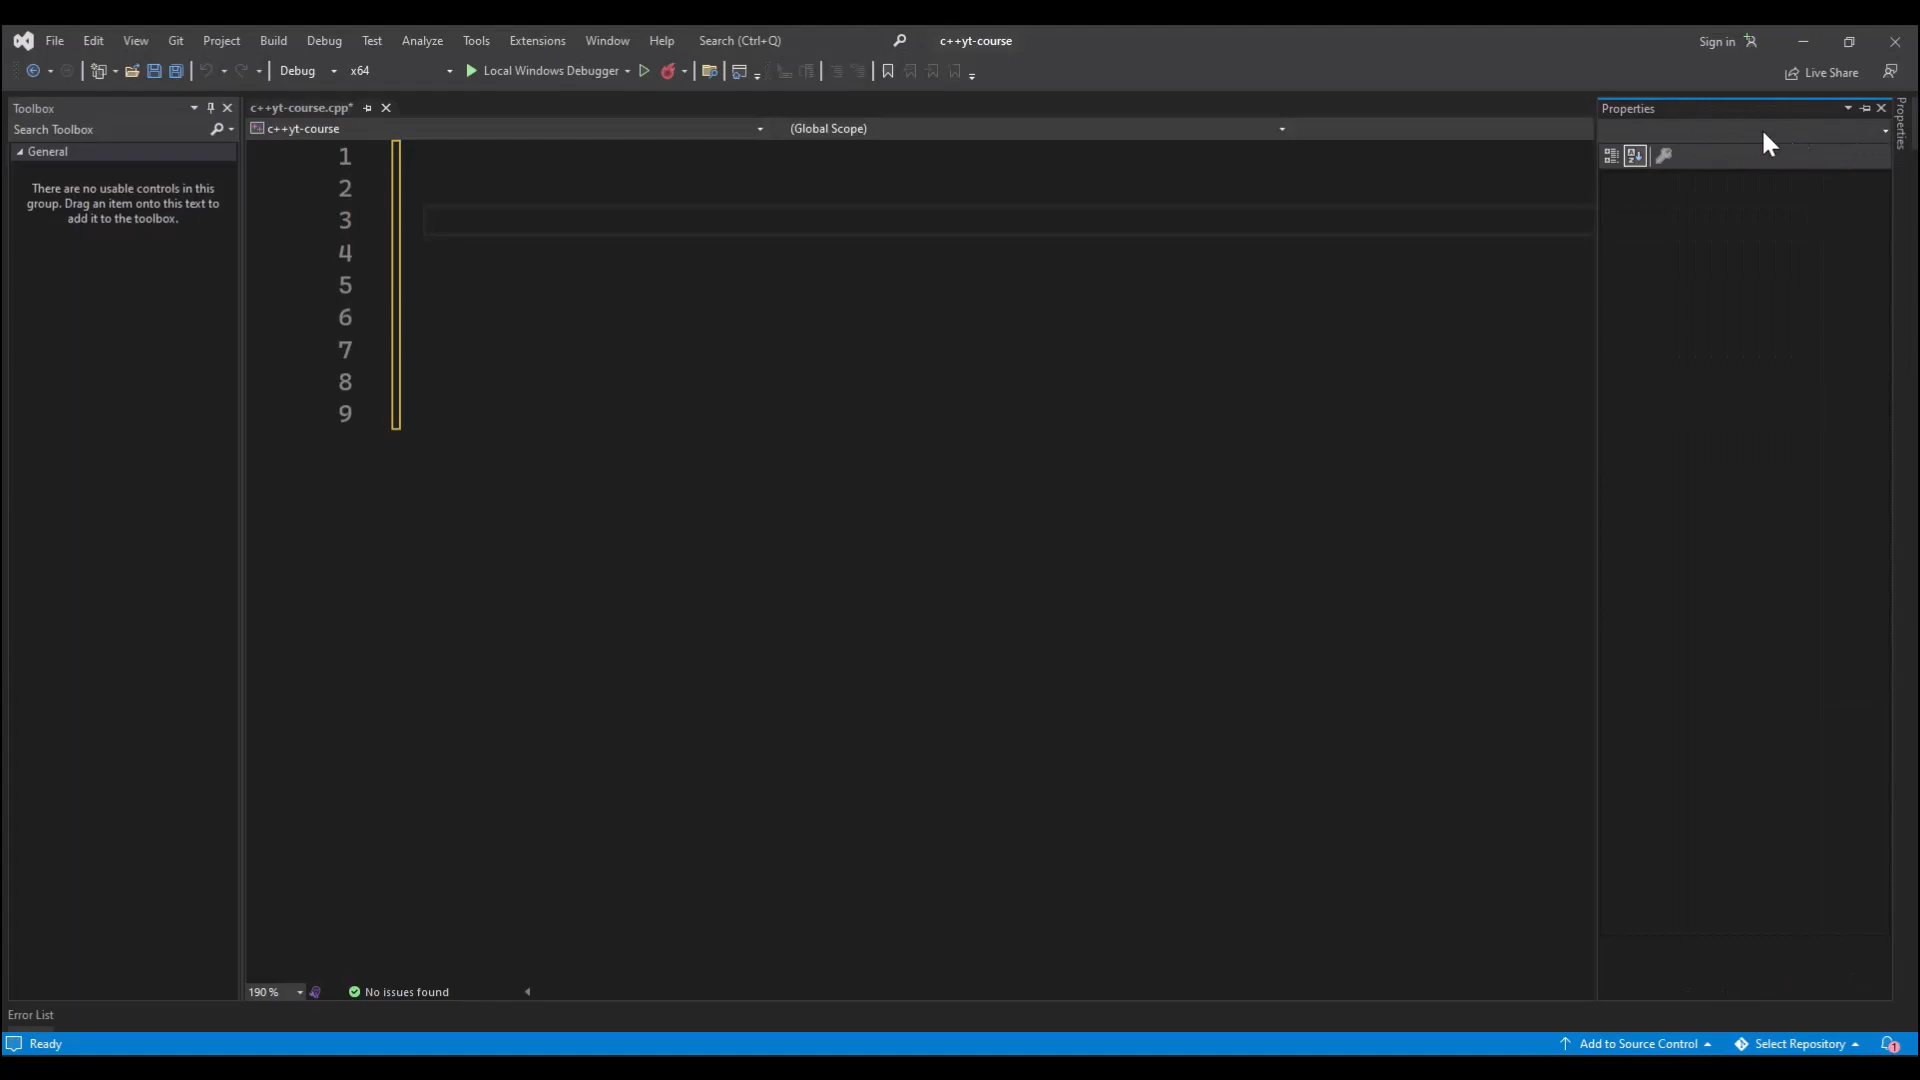 File Edit View Git Project Build Debug Test Analyze Tools Extensions Window Help Search (Ctrl+Q) c++yt-course Sign in
Debug x64 Local Windows Debugger Live Share
Toolbox
Search Toolbox
General
There are no usable controls in this
group. Drag an item onto this text to
add it to the toolbox.
c++yt-course.cpp*
c++yt-course (Global Scope)
1
2
3
4
5
6
7
8
9
190 % No issues found
Properties
Properties
Error List
Ready Add to Source Control Select Repository 1